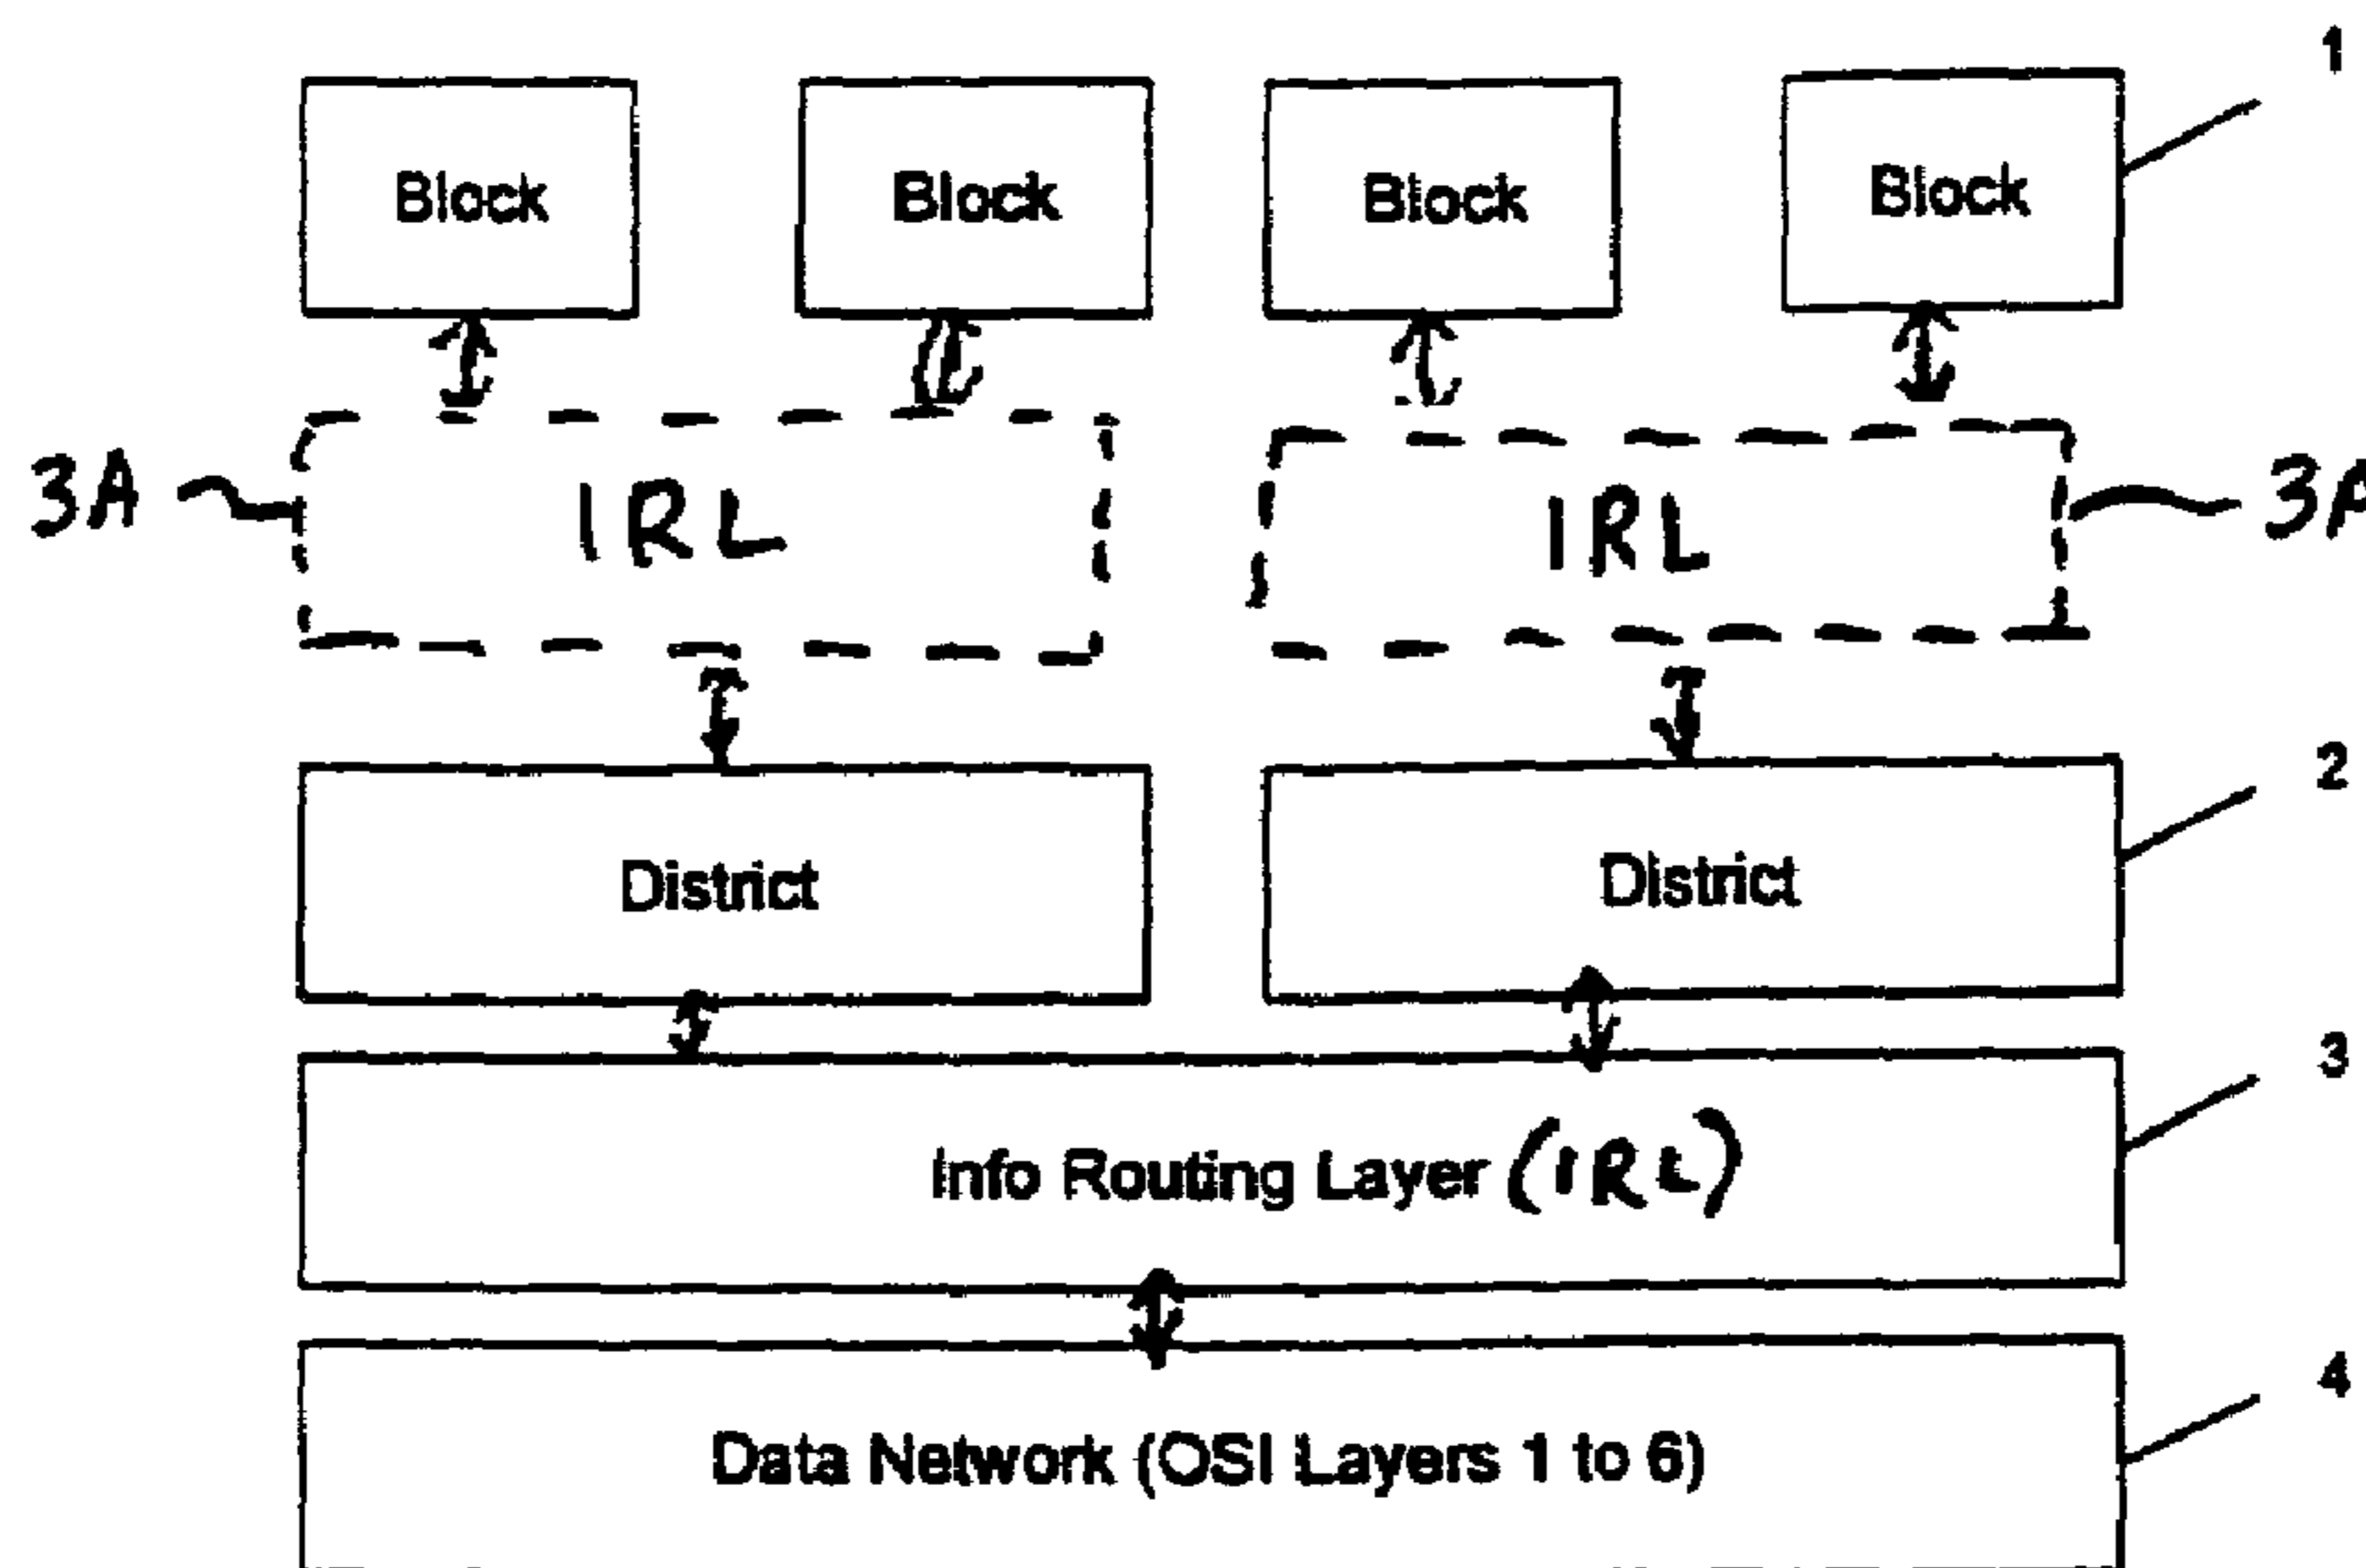 1
Block Block Block Block
3A IRL IRL 3A
2
District District
3
Info Routing Layer (IRL)
4
Data Network (OSI Layers 1 to 6)